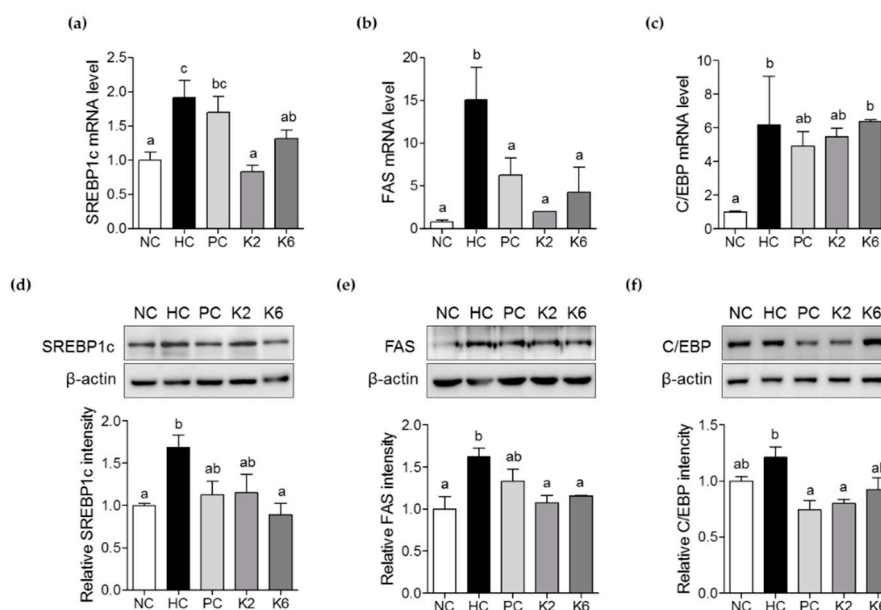 (a)
SREBP1c mRNA level
2.5
2.0
1.5
1.0
0.5
0.0
a
c
bc
a
ab
NC HC PC K2 K6
(b)
FAS mRNA level
20
15
10
5
0
a
b
a
a
a
NC HC PC K2 K6
(c)
C/EBP mRNA level
10
8
6
4
2
0
a
b
ab
ab
b
NC HC PC K2 K6
(d)
NC HC PC K2 K6
SREBP1c
β-actin
Relative SREBP1c intensity
2.0
1.5
1.0
0.5
0.0
a
b
ab
ab
a
NC HC PC K2 K6
(e)
NC HC PC K2 K6
FAS
β-actin
Relative FAS intensity
2.0
1.5
1.0
0.5
0.0
a
b
ab
a
a
NC HC PC K2 K6
(f)
NC HC PC K2 K6
C/EBP
β-actin
Relative C/EBP intencity
1.5
1.0
0.5
0.0
ab
b
a
a
NC HC PC K2 K6